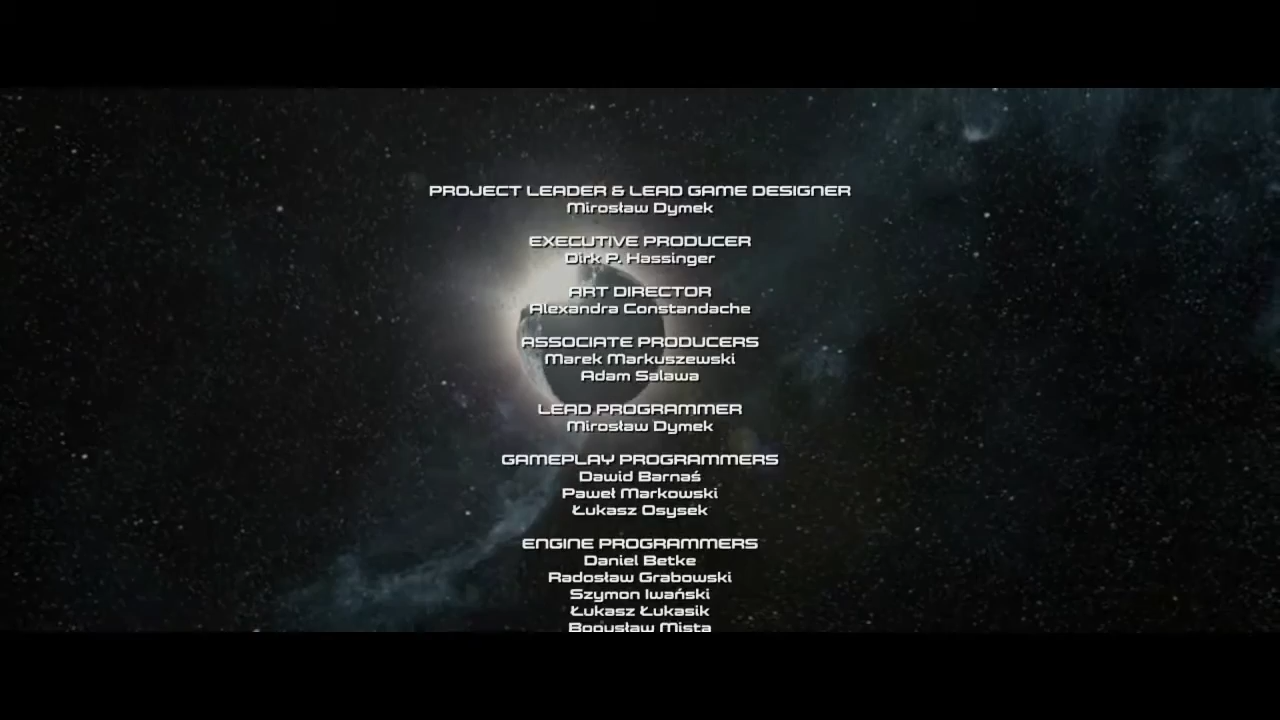 PROJECT LEADER & LEAD GAME DESIGNER
Mirosław Dymek
EXECUTIVE PRODUCER
Dirk P. Hassinger
ART DIRECTOR
Alexandra Constandache
ASSOCIATE PRODUCERS
Marek Markuszewski
Adam Salawa
LEAD PROGRAMMER
Mirosław Dymek
GAMEPLAY PROGRAMMERS
Dawid Barnaś
Paweł Markowski
Łukasz Osysek
ENGINE PROGRAMMERS
Daniel Betke
Radosław Grabowski
Szymon Iwański
Łukasz Łukasik
Bogusław Mista